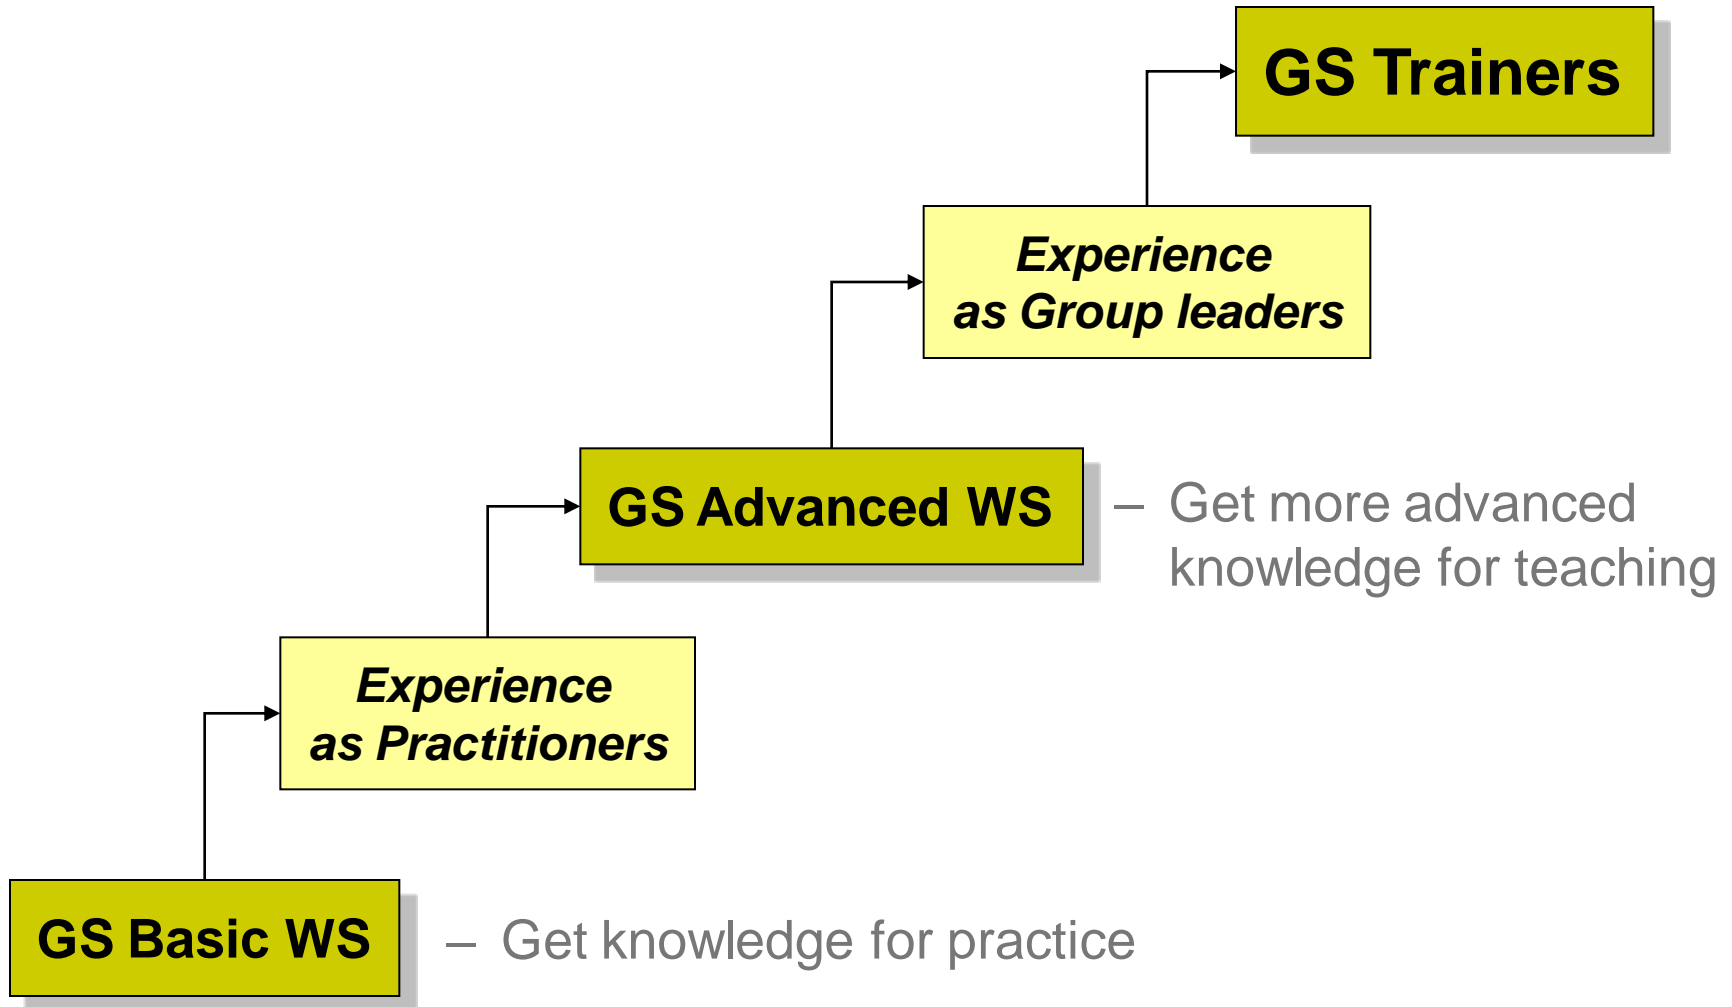 GS Trainers
Experience
as Group leaders
GS Advanced WS
– Get more advanced
knowledge for teaching
Experience
as Practitioners
GS Basic WS
– Get knowledge for practice